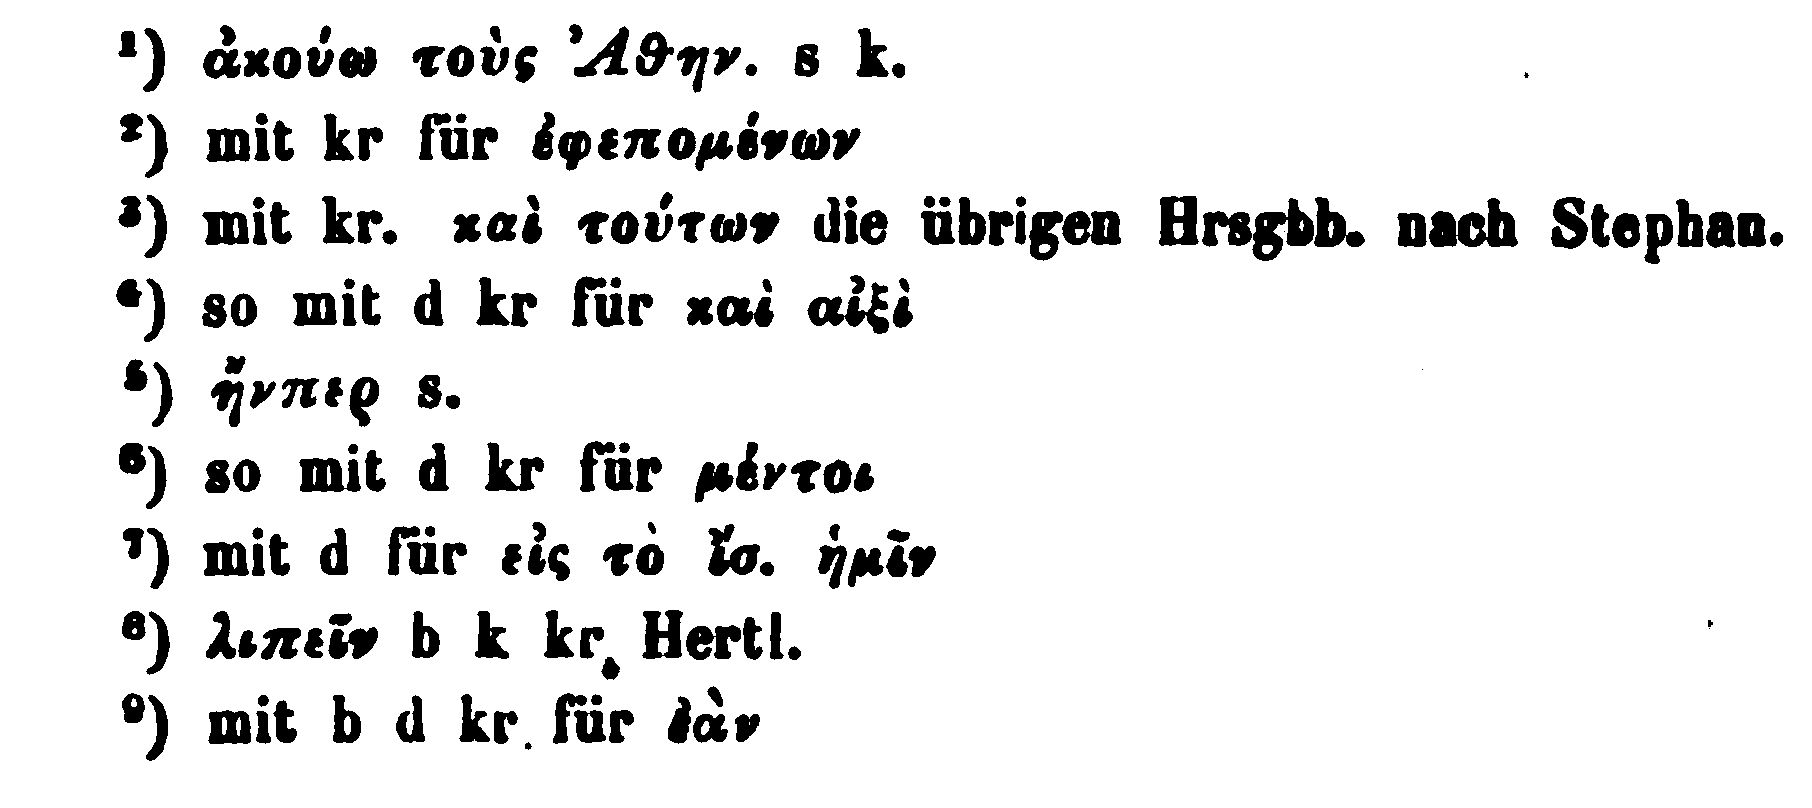 ¹) ἀκούω τοὺς Ἀθην. s k.
²) mit kr für ἐφεπομένων
³) mit kr. καὶ τούτων die übrigen Hrsgbb. nach Stephan.
⁴) so mit d kr für καὶ αἰξὶ
⁵) ἤνπερ s.
⁶) so mit d kr für μέντοι
⁷) mit d für εἰς τὸ ἴσ. ἡμῖν
⁸) λιπεῖν b k kr. Hertl.
⁹) mit b d kr. für ἐὰν